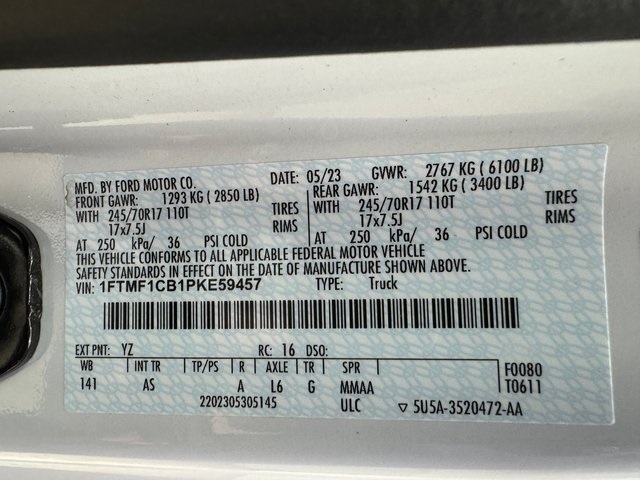 MFD. BY FORD MOTOR CO. DATE: 05/23 GVWR: 2767 KG ( 6100 LB)
FRONT GAWR: 1293 KG ( 2850 LB) REAR GAWR: 1542 KG ( 3400 LB)
WITH 245/70R17 110T TIRES WITH 245/70R17 110T TIRES
17x7.5J RIMS 17x7.5J RIMS
AT 250 kPa/ 36 PSI COLD AT 250 kPa/ 36 PSI COLD
THIS VEHICLE CONFORMS TO ALL APPLICABLE FEDERAL MOTOR VEHICLE
SAFETY STANDARDS IN EFFECT ON THE DATE OF MANUFACTURE SHOWN ABOVE.
VIN: 1FTMF1CB1PKE59457 TYPE: Truck
EXT PNT: YZ RC: 16 DSO:
WB INT TR TP/PS R AXLE TR SPR F0080
141 AS A L6 G MMAA T0611
2202305305145 ULC ▽ 5U5A-3520472-AA